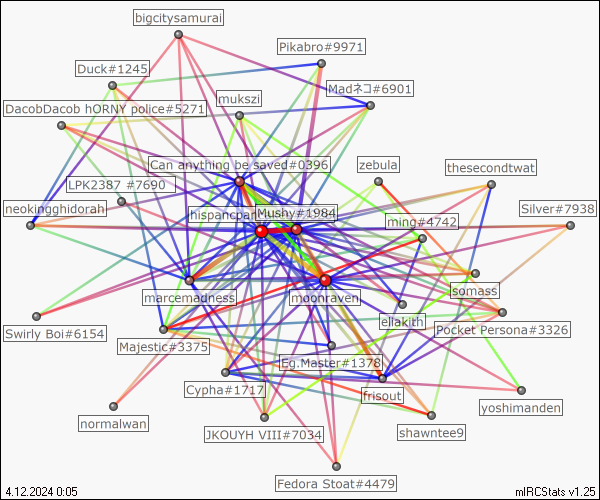 bigcitysamurai
Pikabro#9971
Duck#1245
Madネコ#6901
mukszi
DacobDacob hORNY police#5271
Can anything be saved#0396
zebula
thesecondtwat
LPK2387 #7690
neokingghidorah
hispancpan
Mushy#1984
Silver#7938
ming#4742
marcemadness
moonraven
somass
eliakith
Pocket Persona#3326
Swirly Boi#6154
Majestic#3375
Eg.Master#1378
Cypha#1717
frisout
yoshimanden
normalwan
JKOUYH VIII#7034
shawntee9
Fedora Stoat#4479
4.12.2024 0:05
mIRCStats v1.25